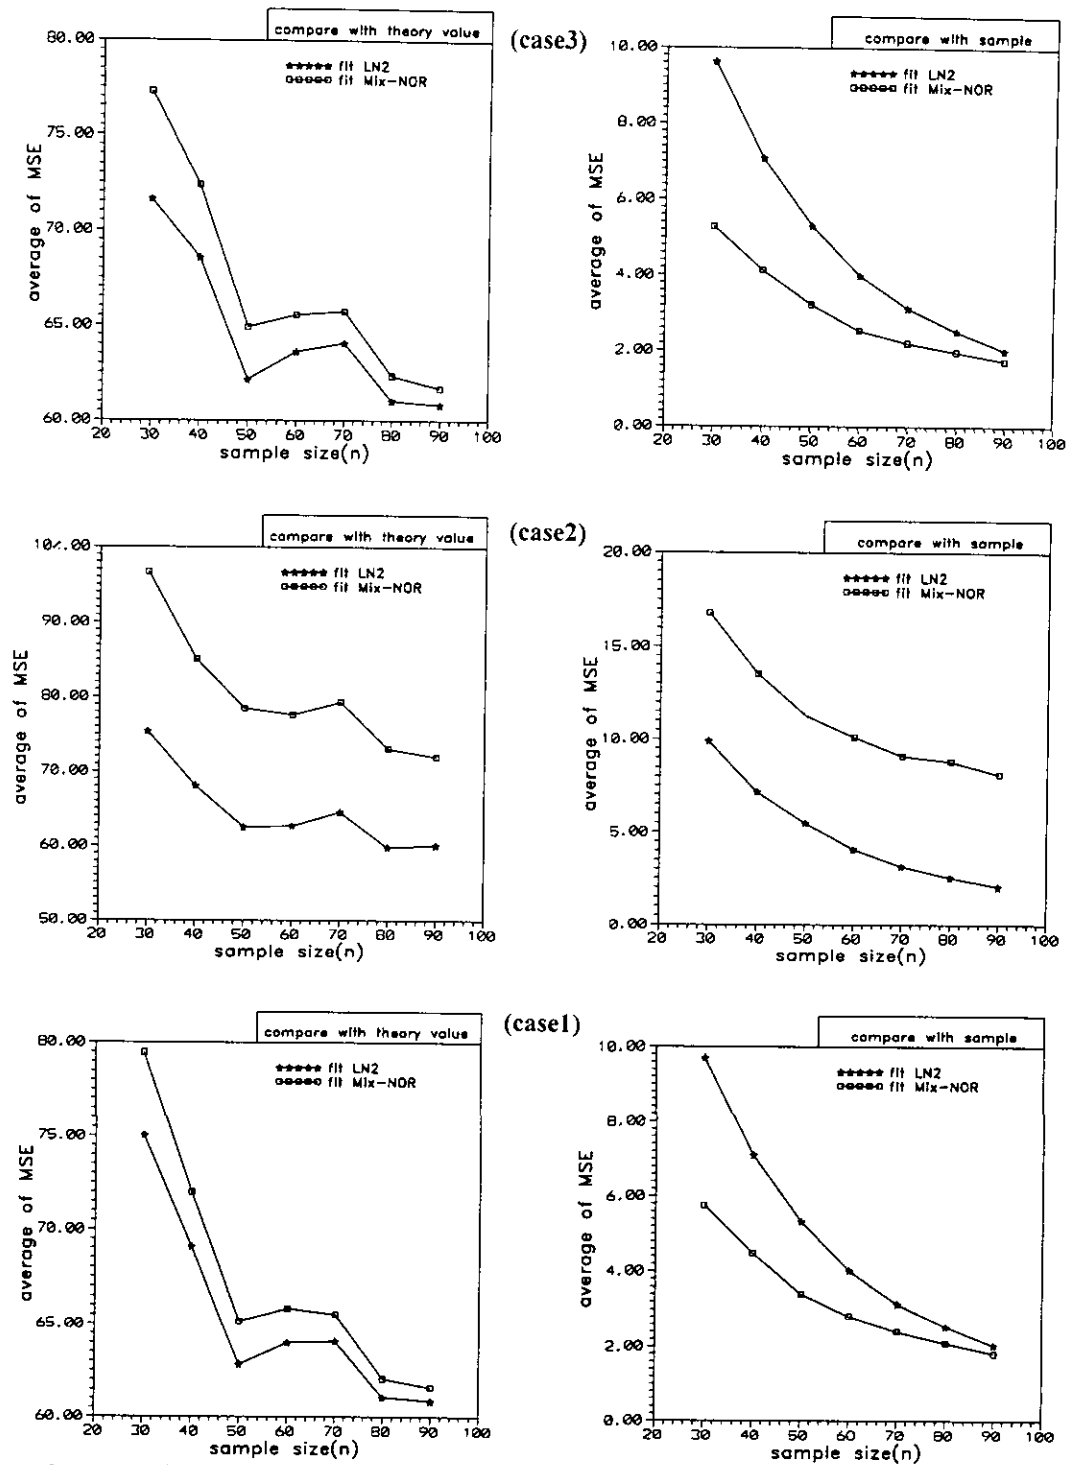 compare with theory value
(case3)
compare with sample
80.00
75.00
70.00
65.00
60.00
average of MSE
fit LN2
fit Mix-NOR
20 30 40 50 60 70 80 90 100
sample size(n)
10.00
8.00
6.00
4.00
2.00
0.00
average of MSE
fit LN2
fit Mix-NOR
20 30 40 50 60 70 80 90 100
sample size(n)
compare with theory value
(case2)
compare with sample
90.00
80.00
70.00
60.00
50.00
average of MSE
fit LN2
fit Mix-NOR
20 30 40 50 60 70 80 90 100
sample size(n)
20.00
15.00
10.00
5.00
0.00
average of MSE
fit LN2
fit Mix-NOR
20 30 40 50 60 70 80 90 100
sample size(n)
compare with theory value
(case1)
compare with sample
80.00
75.00
70.00
65.00
60.00
average of MSE
fit LN2
fit Mix-NOR
20 30 40 50 60 70 80 90 100
sample size(n)
10.00
8.00
6.00
4.00
2.00
0.00
average of MSE
fit LN2
fit Mix-NOR
20 30 40 50 60 70 80 90 100
sample size(n)